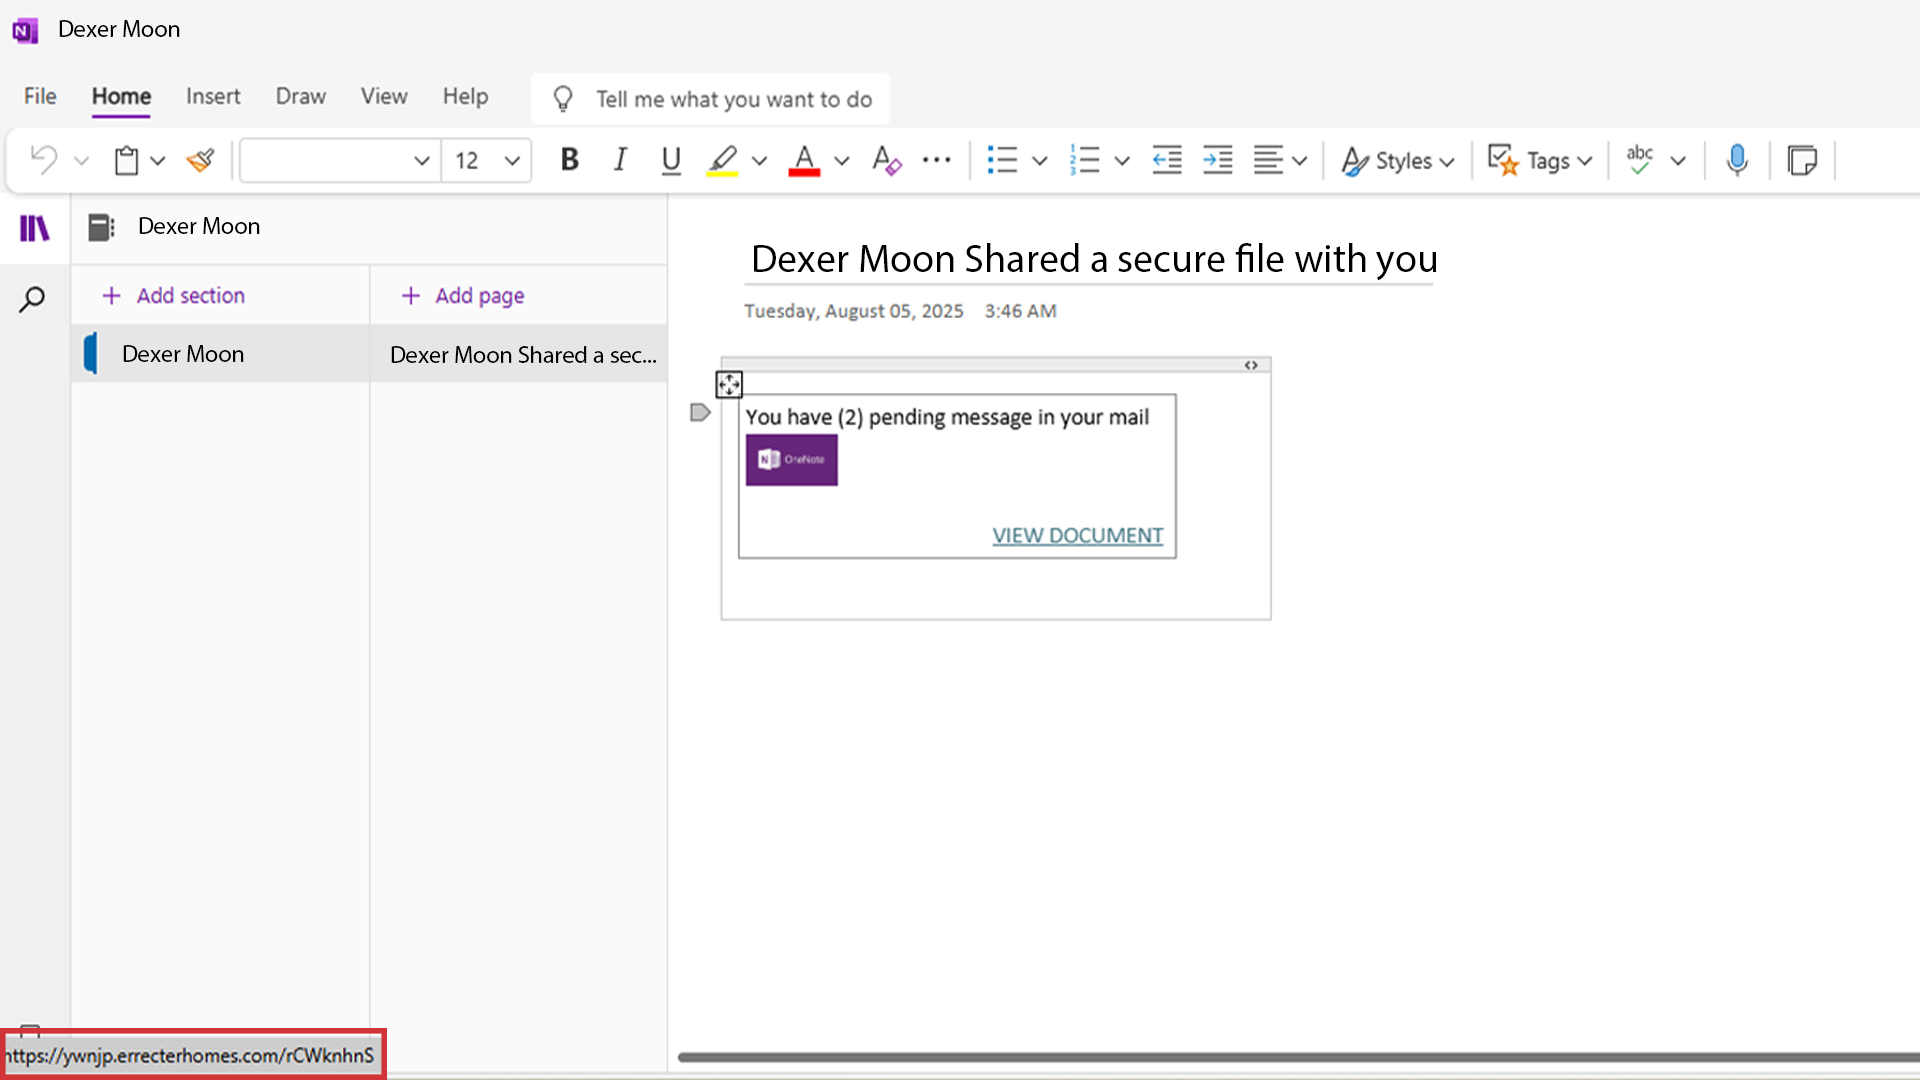 Dexer Moon
File Home Insert Draw View Help Tell me what you want to do
12 B I U A A Styles Tags abc
Dexer Moon
Add section
Add page
Dexer Moon
Dexer Moon Shared a sec...
Dexer Moon Shared a secure file with you
Tuesday, August 05, 2025 3:46 AM
You have (2) pending message in your mail
N OneNote
VIEW DOCUMENT
https://ywnjp.errecterhomes.com/rCWknhnS